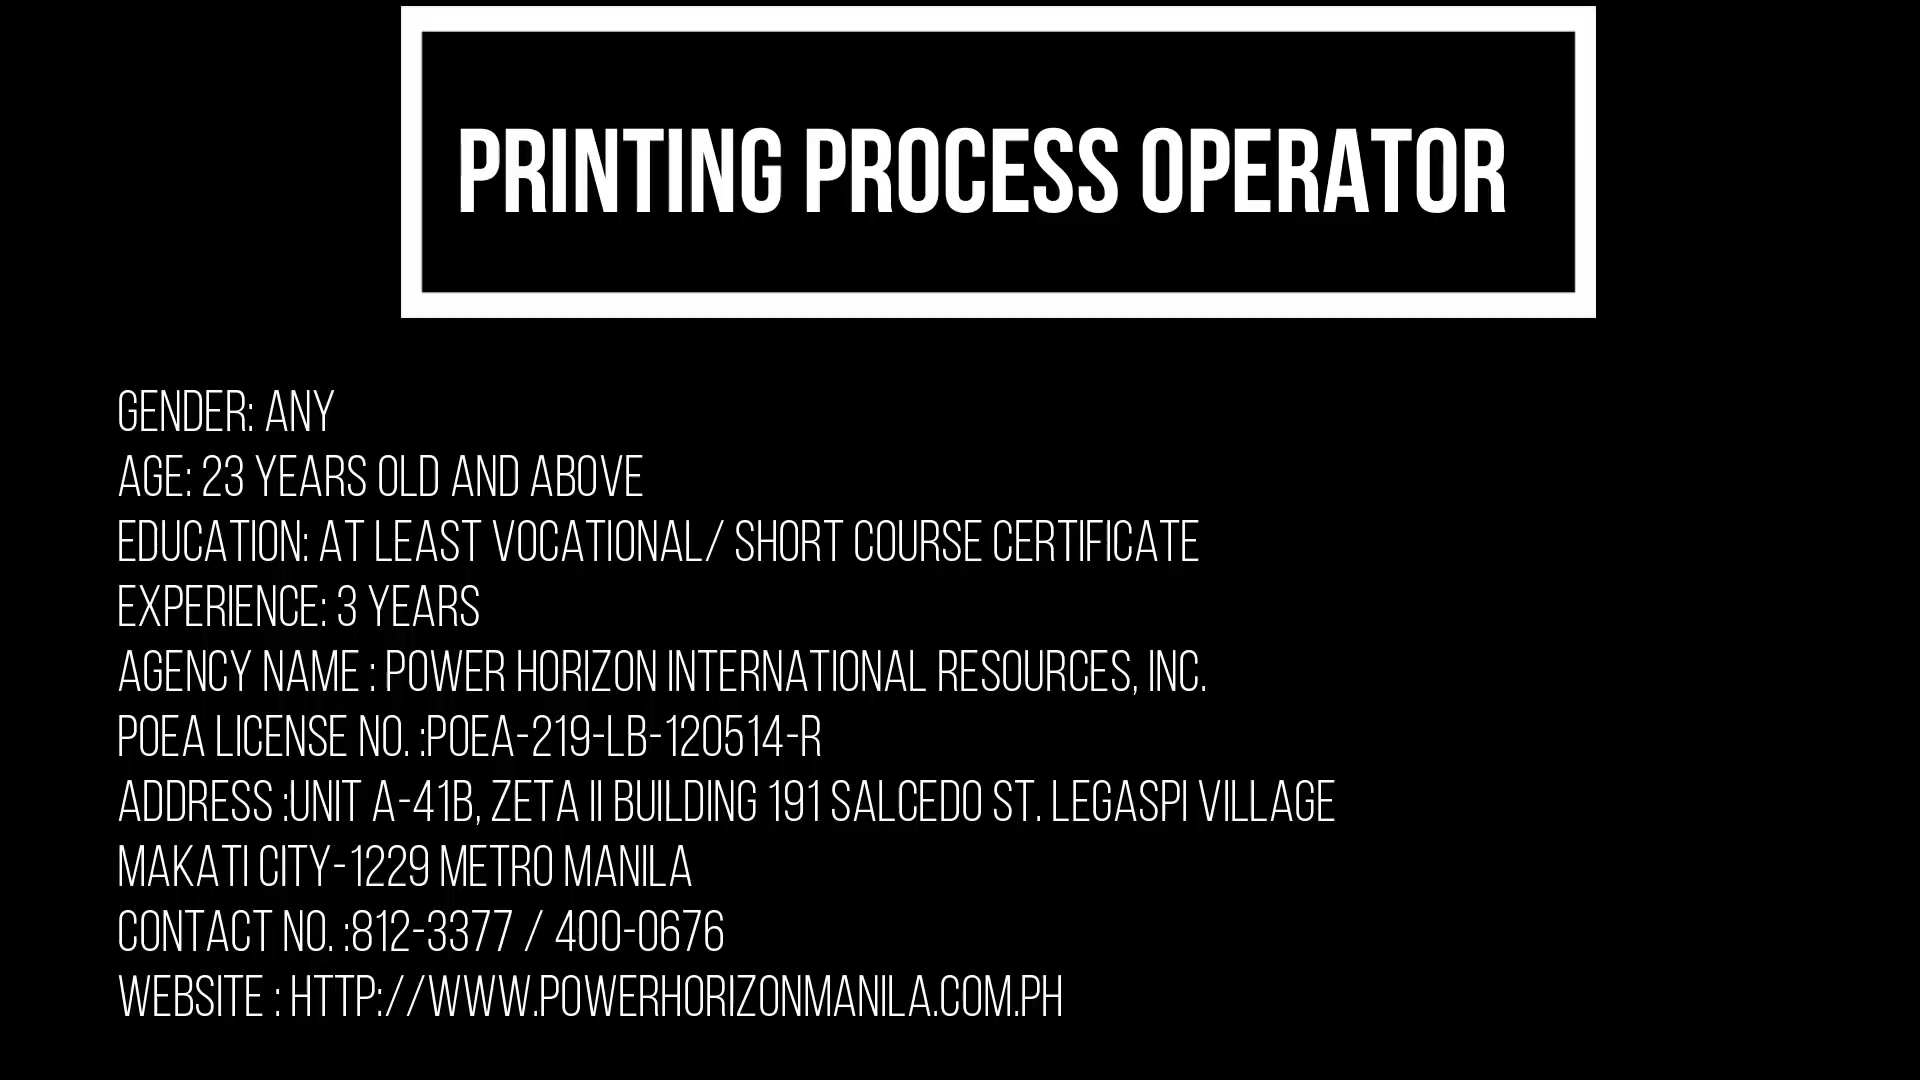 PRINTING PROCESS OPERATOR
GENDER: ANY
AGE: 23 YEARS OLD AND ABOVE
EDUCATION: AT LEAST VOCATIONAL/ SHORT COURSE CERTIFICATE
EXPERIENCE: 3 YEARS
AGENCY NAME : POWER HORIZON INTERNATIONAL RESOURCES, INC.
POEA LICENSE NO. :POEA-219-LB-120514-R
ADDRESS :UNIT A-41B, ZETA II BUILDING 191 SALCEDO ST. LEGASPI VILLAGE
MAKATI CITY-1229 METRO MANILA
CONTACT NO. :812-3377 / 400-0676
WEBSITE : HTTP://WWW.POWERHORIZONMANILA.COM.PH